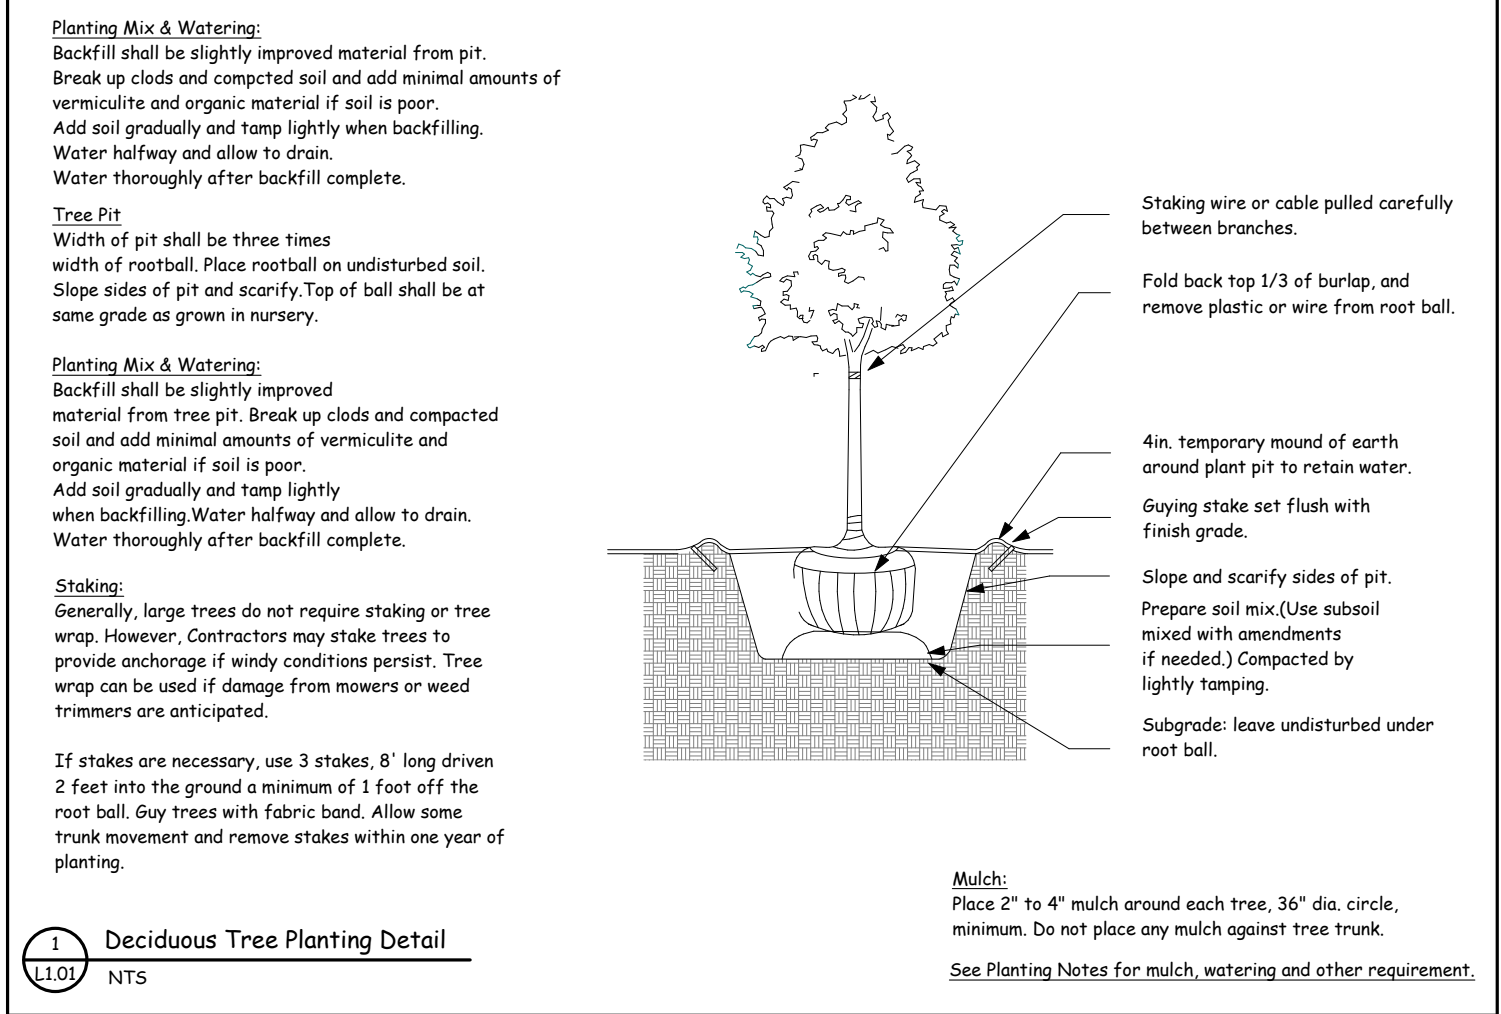 Planting Mix & Watering:
Backfill shall be slightly improved material from pit.
Break up clods and compcted soil and add minimal amounts of
vermiculite and organic material if soil is poor.
Add soil gradually and tamp lightly when backfilling.
Water halfway and allow to drain.
Water thoroughly after backfill complete.
Tree Pit
Width of pit shall be three times
width of rootball. Place rootball on undisturbed soil.
Slope sides of pit and scarify.Top of ball shall be at
same grade as grown in nursery.
Planting Mix & Watering:
Backfill shall be slightly improved
material from tree pit. Break up clods and compacted
soil and add minimal amounts of vermiculite and
organic material if soil is poor.
Add soil gradually and tamp lightly
when backfilling.Water halfway and allow to drain.
Water thoroughly after backfill complete.
Staking:
Generally, large trees do not require staking or tree
wrap. However, Contractors may stake trees to
provide anchorage if windy conditions persist. Tree
wrap can be used if damage from mowers or weed
trimmers are anticipated.
If stakes are necessary, use 3 stakes, 8' long driven
2 feet into the ground a minimum of 1 foot off the
root ball. Guy trees with fabric band. Allow some
trunk movement and remove stakes within one year of
planting.
Staking wire or cable pulled carefully
between branches.
Fold back top 1/3 of burlap, and
remove plastic or wire from root ball.
4in. temporary mound of earth
around plant pit to retain water.
Guying stake set flush with
finish grade.
Slope and scarify sides of pit.
Prepare soil mix.(Use subsoil
mixed with amendments
if needed.) Compacted by
lightly tamping.
Subgrade: leave undisturbed under
root ball.
Mulch:
Place 2" to 4" mulch around each tree, 36" dia. circle,
minimum. Do not place any mulch against tree trunk.
See Planting Notes for mulch, watering and other requirement.
1
L1.01
Deciduous Tree Planting Detail
NTS